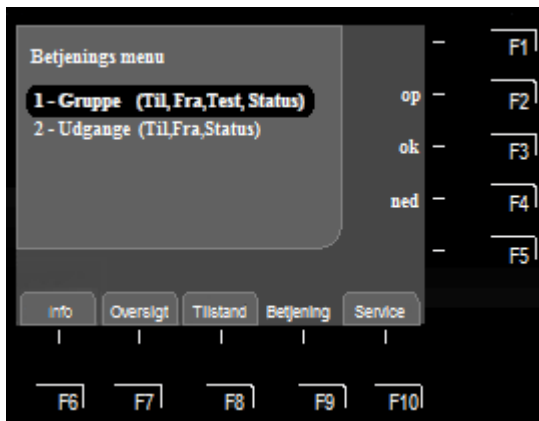 Betjenings menu
1 - Gruppe (Til,Fra,Test, Status)
2 - Udgange (Til,Fra,Status)
op
ok
ned
F1
F2
F3
F4
F5
Info Oversigt Tilstand Betjening Service
F6 F7 F8 F9 F10